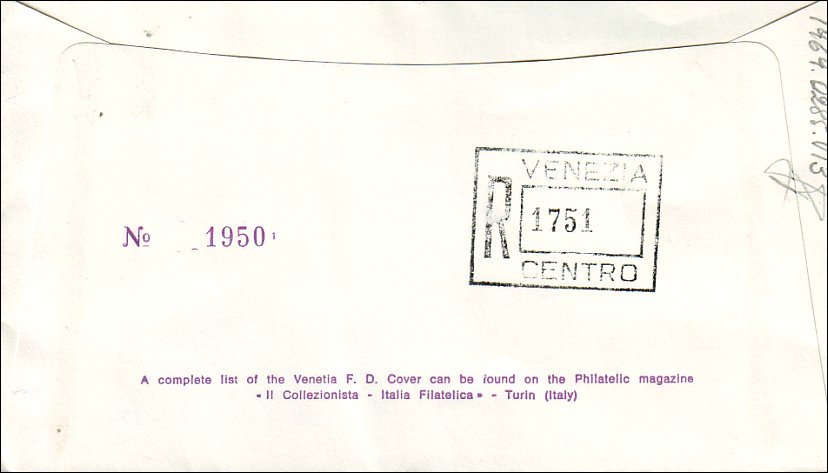 VENEZIA
R 1751
CENTRO
Nº 1950
A complete list of the Venetia F. D. Cover can be found on the Philatelic magazine
« Il Collezionista - Italia Filatelica » - Turin (Italy)